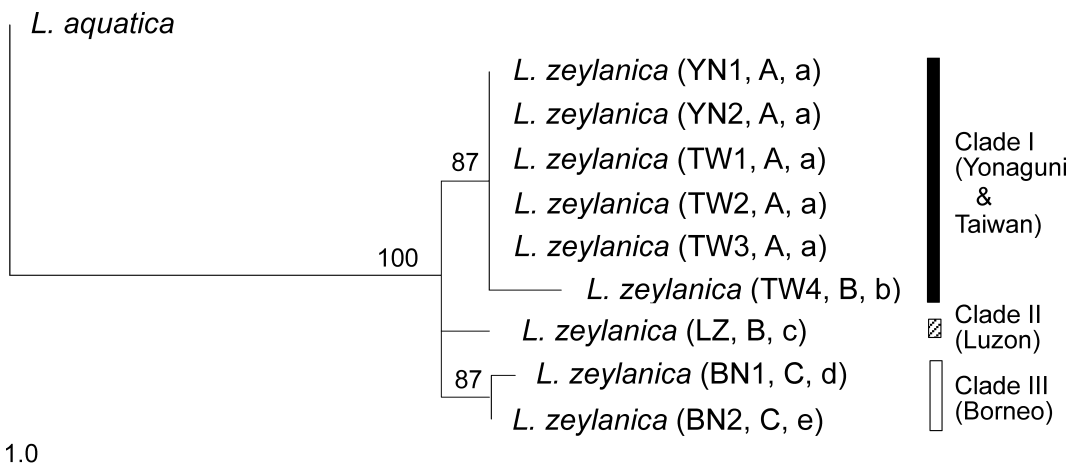 L. aquatica
L. zeylanica (YN1, A, a)
L. zeylanica (YN2, A, a)
87
L. zeylanica (TW1, A, a)
L. zeylanica (TW2, A, a)
L. zeylanica (TW3, A, a)
100
L. zeylanica (TW4, B, b)
L. zeylanica (LZ, B, c)
87
L. zeylanica (BN1, C, d)
L. zeylanica (BN2, C, e)
Clade I
(Yonaguni
&
Taiwan)
Clade II
(Luzon)
Clade III
(Borneo)
1.0